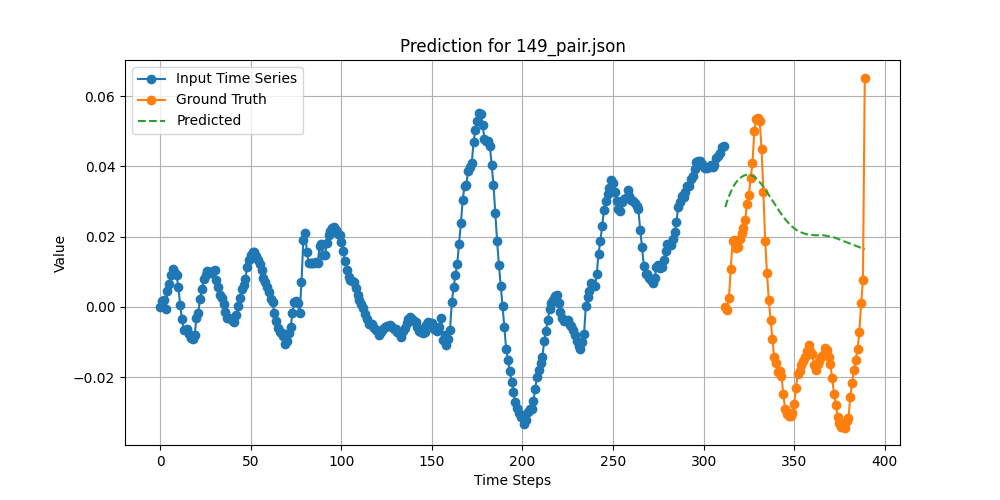 Prediction for 149_pair.json
Input Time Series
Ground Truth
Predicted
0.06
0.04
0.02
0.00
−0.02
Value
0 50 100 150 200 250 300 350 400
Time Steps